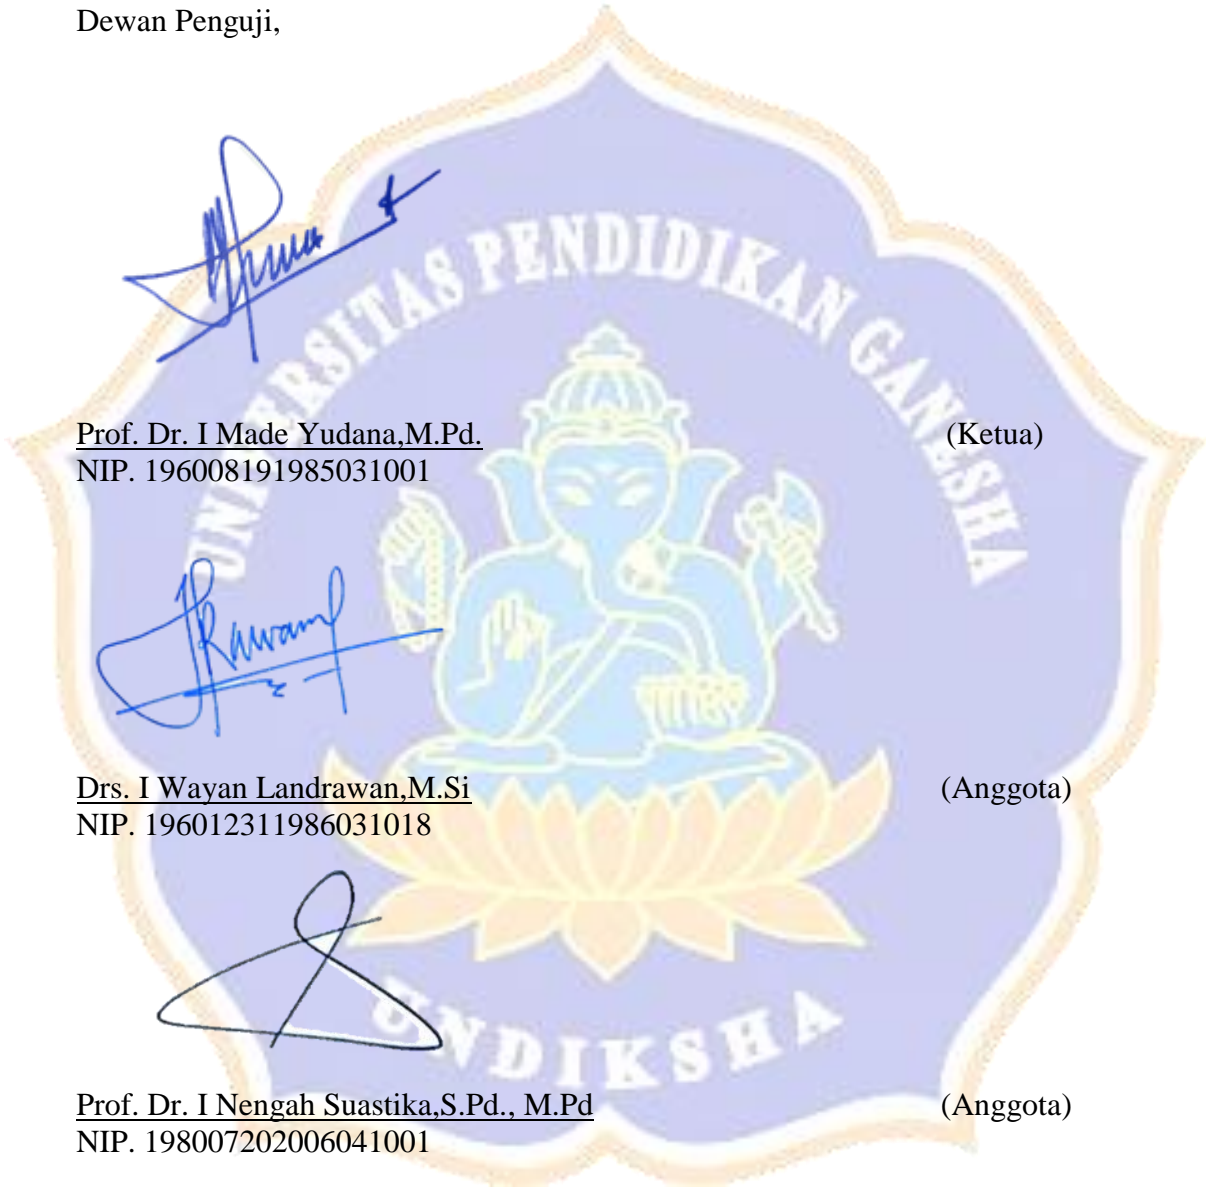 Dewan Penguji,
UNIVERSITAS PENDIDIKAN GANESHA
Prof. Dr. I Made Yudana,M.Pd. (Ketua)
NIP. 196008191985031001
Drs. I Wayan Landrawan,M.Si (Anggota)
NIP. 196012311986031018
UNDIKSHA
Prof. Dr. I Nengah Suastika,S.Pd., M.Pd (Anggota)
NIP. 198007202006041001